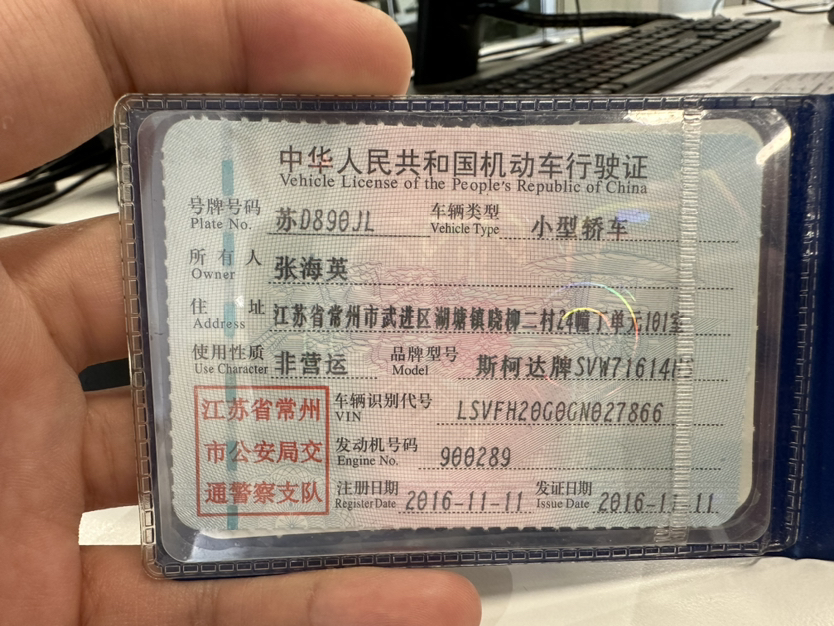 中华人民共和国机动车行驶证
Vehicle License of the People's Republic of China
号牌号码 苏D890JL 车辆类型 小型轿车
Plate No. Vehicle Type
所有人 张海英
Owner
住址 江苏省常州市武进区湖塘镇晓柳二村24幢丁单元101室
Address
使用性质 非营运 品牌型号 斯柯达牌SVW71614
Use Character Model
江苏省常州
市公安局交
通警察支队
车辆识别代号 LSVFH20G0GN027866
VIN
发动机号码 900289
Engine No.
注册日期 2016-11-11 发证日期 2016-11-11
Register Date Issue Date